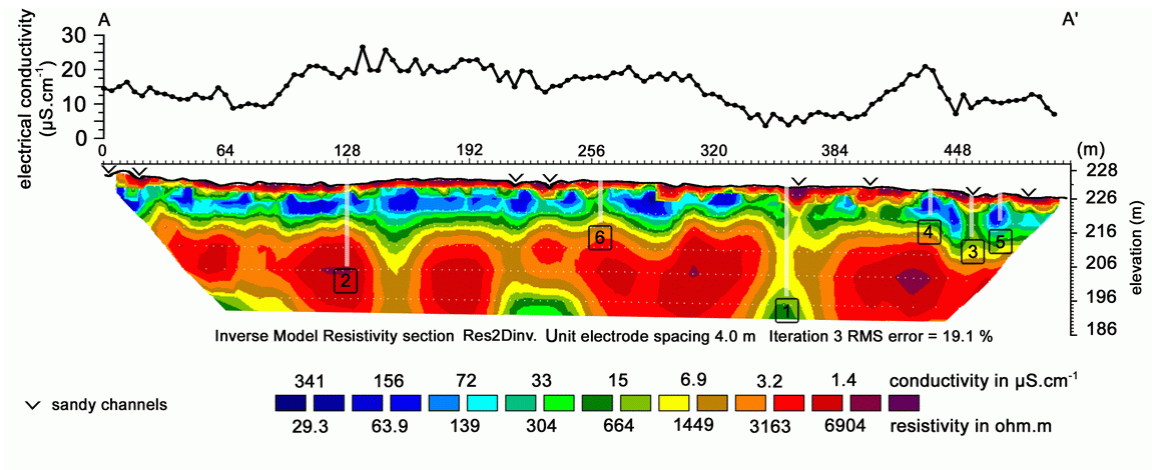 A A'
electrical conductivity
(µS.cm-1)
30
20
10
0
0 64 128 192 256 320 384 448 (m)
228
226
216
206
196
186
elevation (m)
6
4
3
5
2
1
Inverse Model Resistivity section Res2Dinv. Unit electrode spacing 4.0 m Iteration 3 RMS error = 19.1 %
341 156 72 33 15 6.9 3.2 1.4 conductivity in µS.cm-1
sandy channels
29.3 63.9 139 304 664 1449 3163 6904 resistivity in ohm.m